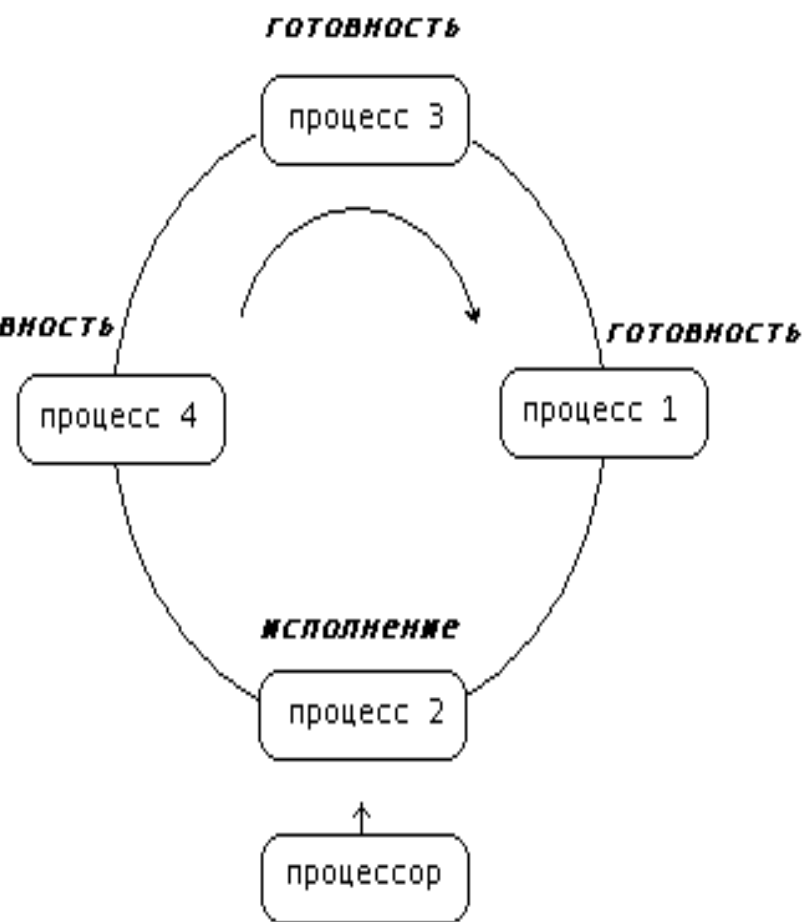 готовность
процесс 3
вность
готовность
процесс 4
процесс 1
исполнение
процесс 2
процессор